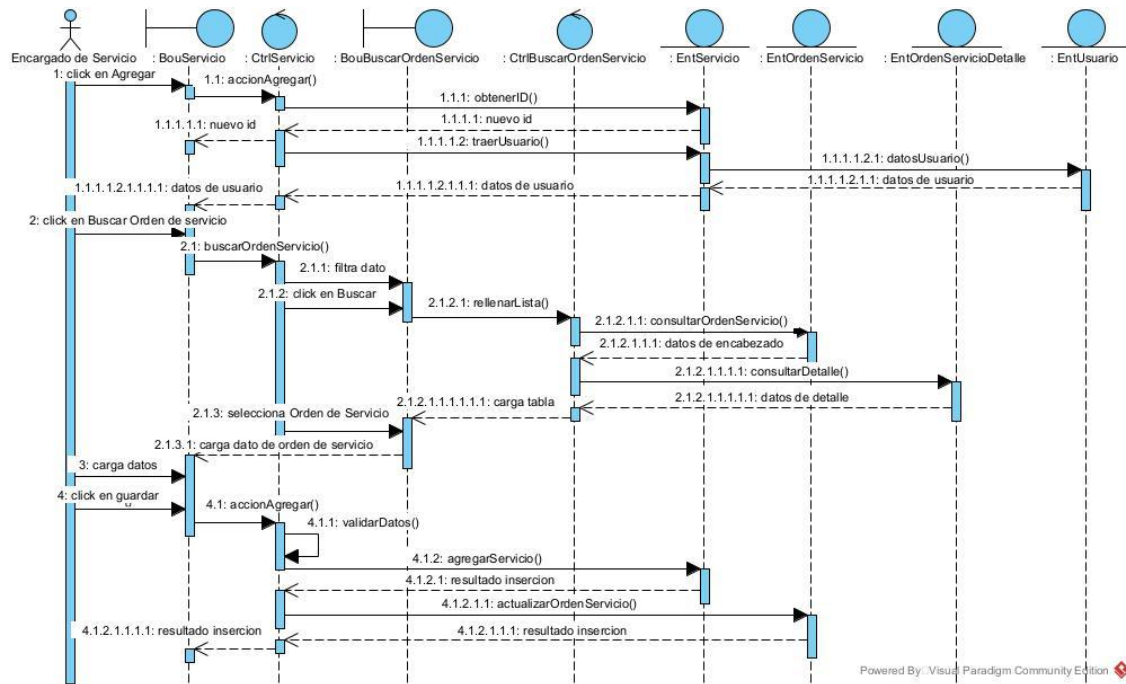 Encargado de Servicio
: BouServicio
: CtrlServicio
: BouBuscarOrdenServicio
: CtrlBuscarOrdenServicio
: EntServicio
: EntOrdenServicio
: EntOrdenServicioDetalle
: EntUsuario
1: click en Agregar
1.1: accionAgregar()
1.1.1: obtenerID()
1.1.1.1: nuevo id
1.1.1.1.1: nuevo id
1.1.1.1.2: traerUsuario()
1.1.1.1.2.1: datosUsuario()
1.1.1.1.2.1.1: datos de usuario
1.1.1.1.2.1.1.1: datos de usuario
1.1.1.1.2.1.1.1.1: datos de usuario
2: click en Buscar Orden de servicio
2.1: buscarOrdenServicio()
2.1.1: filtra dato
2.1.2: click en Buscar
2.1.2.1: rellenarLista()
2.1.2.1.1: consultarOrdenServicio()
2.1.2.1.1.1: datos de encabezado
2.1.2.1.1.1.1: consultarDetalle()
2.1.2.1.1.1.1.1: datos de detalle
2.1.2.1.1.1.1.1.1: carga tabla
2.1.3: selecciona Orden de Servicio
2.1.3.1: carga dato de orden de servicio
3: carga datos
4: click en guardar
4.1: accionAgregar()
4.1.1: validarDatos()
4.1.2: agregarServicio()
4.1.2.1: resultado insercion
4.1.2.1.1: actualizarOrdenServicio()
4.1.2.1.1.1: resultado insercion
4.1.2.1.1.1.1: resultado insercion
Powered By Visual Paradigm Community Edition